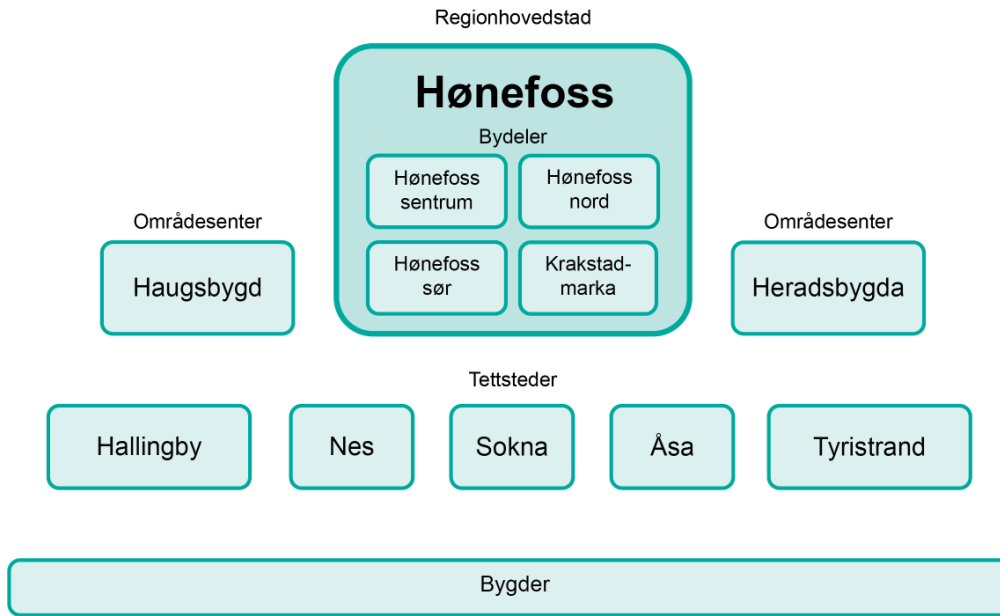 Regionhovedstad
Hønefoss
Bydeler
Hønefoss
sentrum
Hønefoss
nord
Hønefoss
sør
Krakstad-
marka
Områdesenter
Haugsbygd
Områdesenter
Heradsbygda
Tettsteder
Hallingby
Nes
Sokna
Åsa
Tyristrand
Bygder